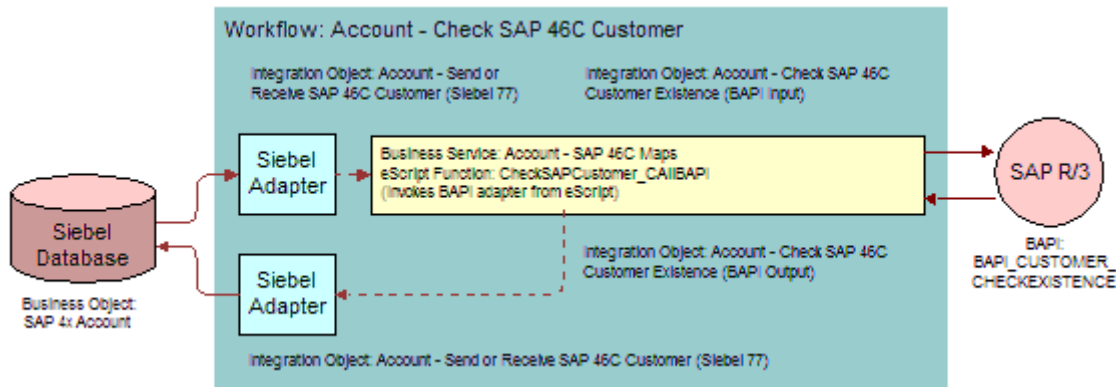 Workflow: Account - Check SAP 46C Customer
Integration Object: Account - Send or
Receive SAP 46C Customer (Siebel 77)
Integration Object: Account - Check SAP 46C
Customer Existence (BAPI Input)
Siebel
Adapter
Business Service: Account - SAP 46C Maps
eScript Function: CheckSAPCustomer_CAllBAPI
(Invokes BAPI adapter from eScript)
SAP R/3
Siebel
Database
Siebel
Adapter
Integration Object: Account - Check SAP 46C
Customer Existence (BAPI Output)
BAPI:
BAPI_CUSTOMER_
CHECKEXISTENCE
Business Object:
SAP 4x Account
Integration Object: Account - Send or Receive SAP 46C Customer (Siebel 77)